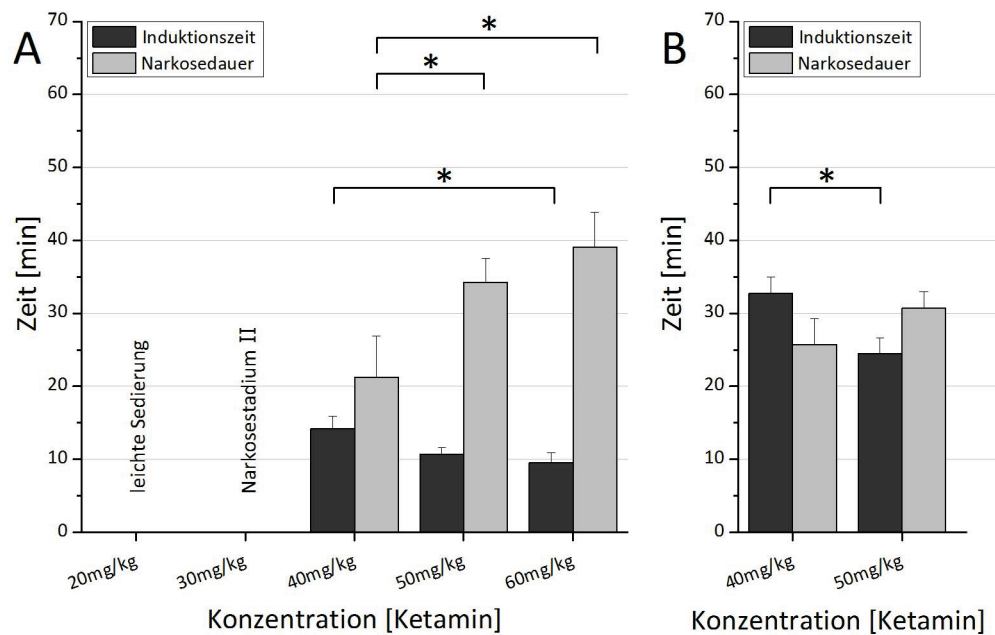 A
Induktionszeit
Narkosedauer
*
*
*
70
60
50
40
30
20
10
0
Zeit [min]
leichte Sedierung
Narkosestadium II
20mg/kg
30mg/kg
40mg/kg
50mg/kg
60mg/kg
Konzentration [Ketamin]
B
Induktionszeit
Narkosedauer
*
70
60
50
40
30
20
10
0
Zeit [min]
40mg/kg
50mg/kg
Konzentration [Ketamin]